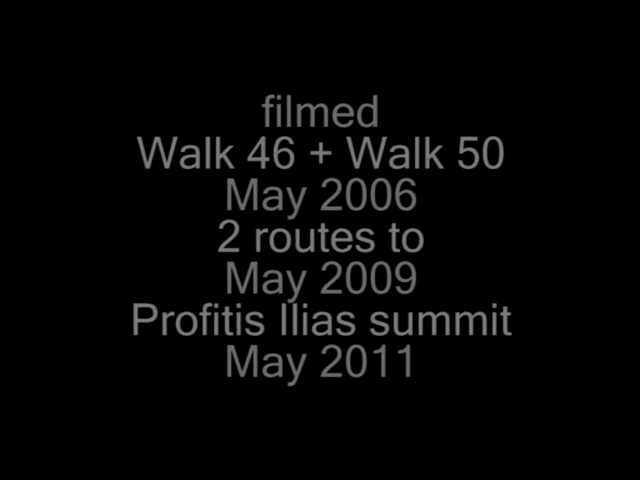 filmed
Walk 46 + Walk 50
May 2006
2 routes to
May 2009
Profitis Ilias summit
May 2011